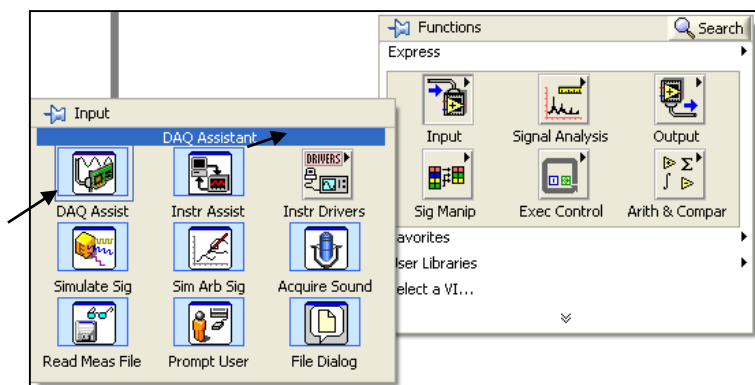 Functions
Search
Express
Input
Signal Analysis
Output
Sig Manip
Exec Control
Arith & Compar
avorites
ser Libraries
elect a VI...
Input
DAQ Assistant
DRIVERS
DAQ Assist
Instr Assist
Instr Drivers
Simulate Sig
Sim Arb Sig
Acquire Sound
Read Meas File
Prompt User
File Dialog